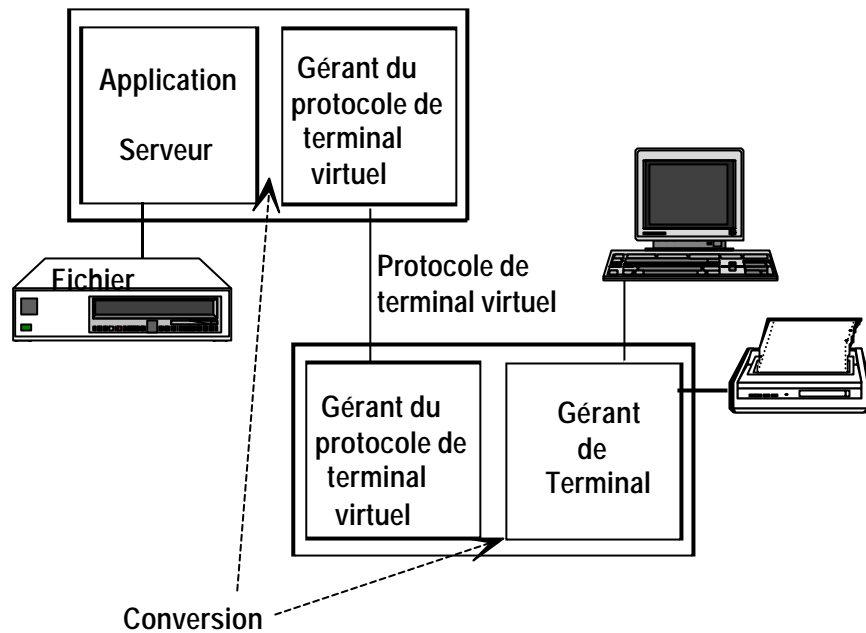 Application
Serveur
Gérant du
protocole de
terminal
virtuel
Fichier
Protocole de
terminal virtuel
Gérant du
protocole de
terminal
virtuel
Gérant
de
Terminal
Conversion